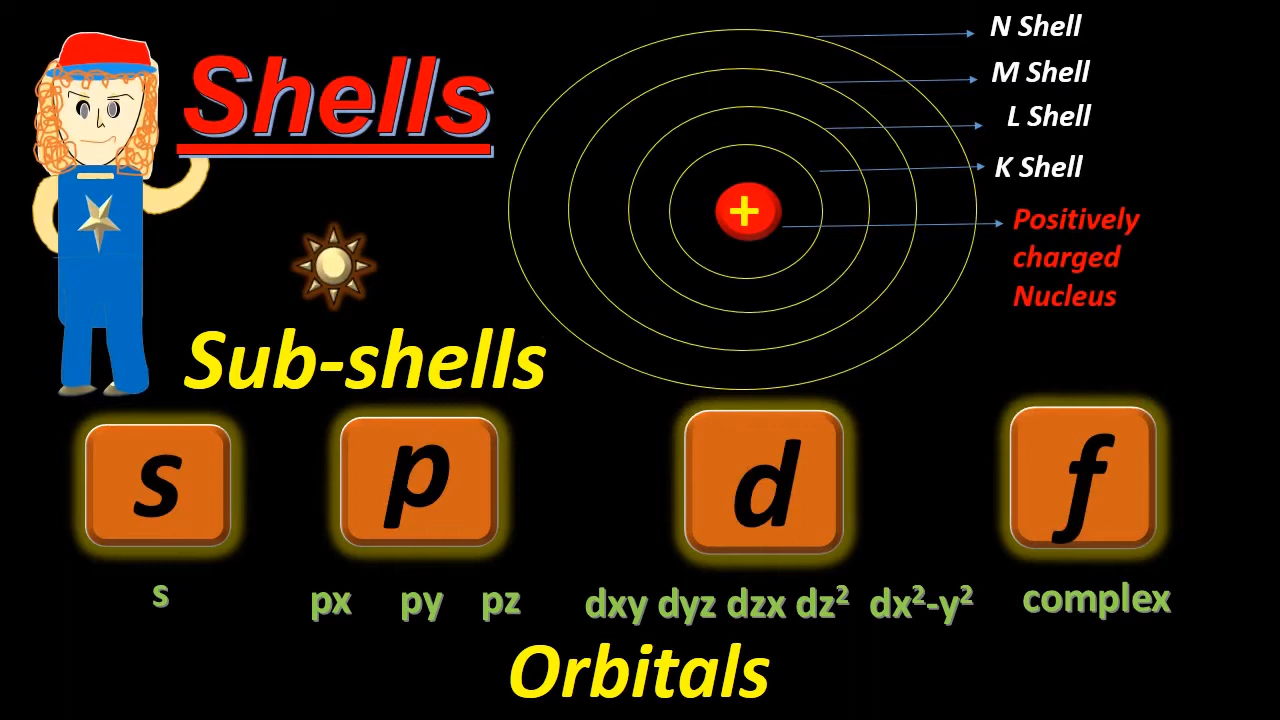 Shells
N Shell
M Shell
L Shell
K Shell
+
Positively
charged
Nucleus
Sub-shells
s p d f
s px py pz dxy dyz dzx dz² dx²-y² complex
Orbitals